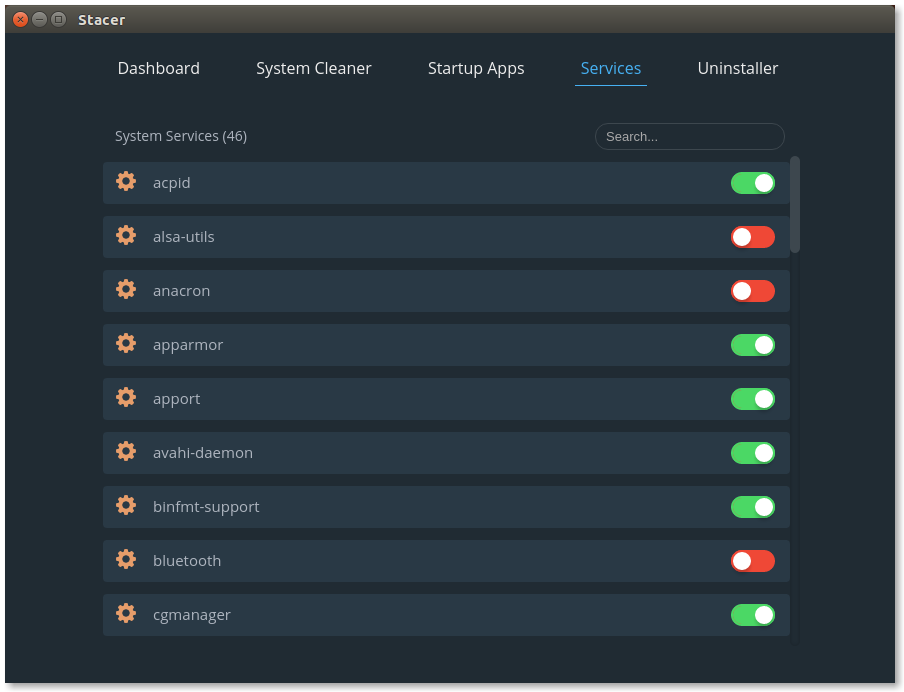 Stacer
Dashboard System Cleaner Startup Apps Services Uninstaller
System Services (46) Search...
acpid
alsa-utils
anacron
apparmor
apport
avahi-daemon
binfmt-support
bluetooth
cgmanager